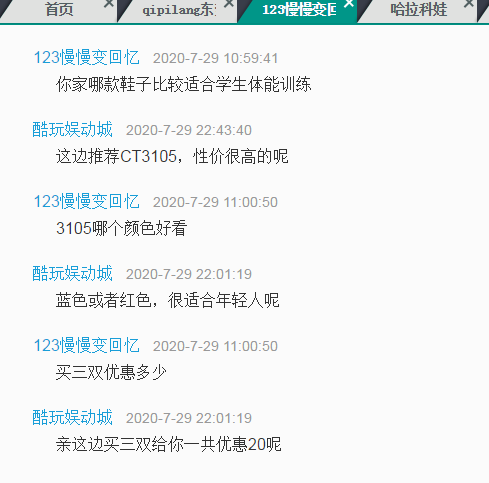 首页
qipilang东
123慢慢变回
哈拉科娃
123慢慢变回忆 2020-7-29 10:59:41
你家哪款鞋子比较适合学生体能训练
酷玩娱动城 2020-7-29 22:43:40
这边推荐CT3105，性价很高的呢
123慢慢变回忆 2020-7-29 11:00:50
3105哪个颜色好看
酷玩娱动城 2020-7-29 22:01:19
蓝色或者红色，很适合年轻人呢
123慢慢变回忆 2020-7-29 11:00:50
买三双优惠多少
酷玩娱动城 2020-7-29 22:01:19
亲这边买三双给你一共优惠20呢